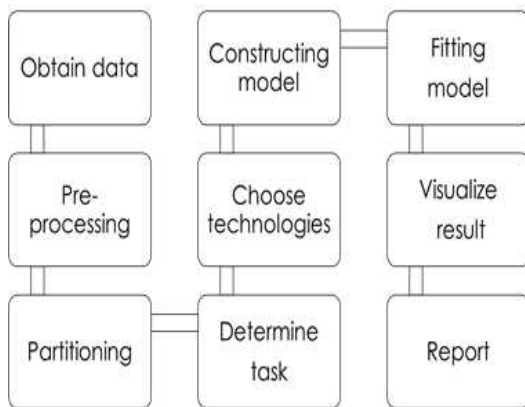 Obtain data
Pre-
processing
Partitioning
Determine
task
Choose
technologies
Constructing
model
Fitting
model
Visualize
result
Report